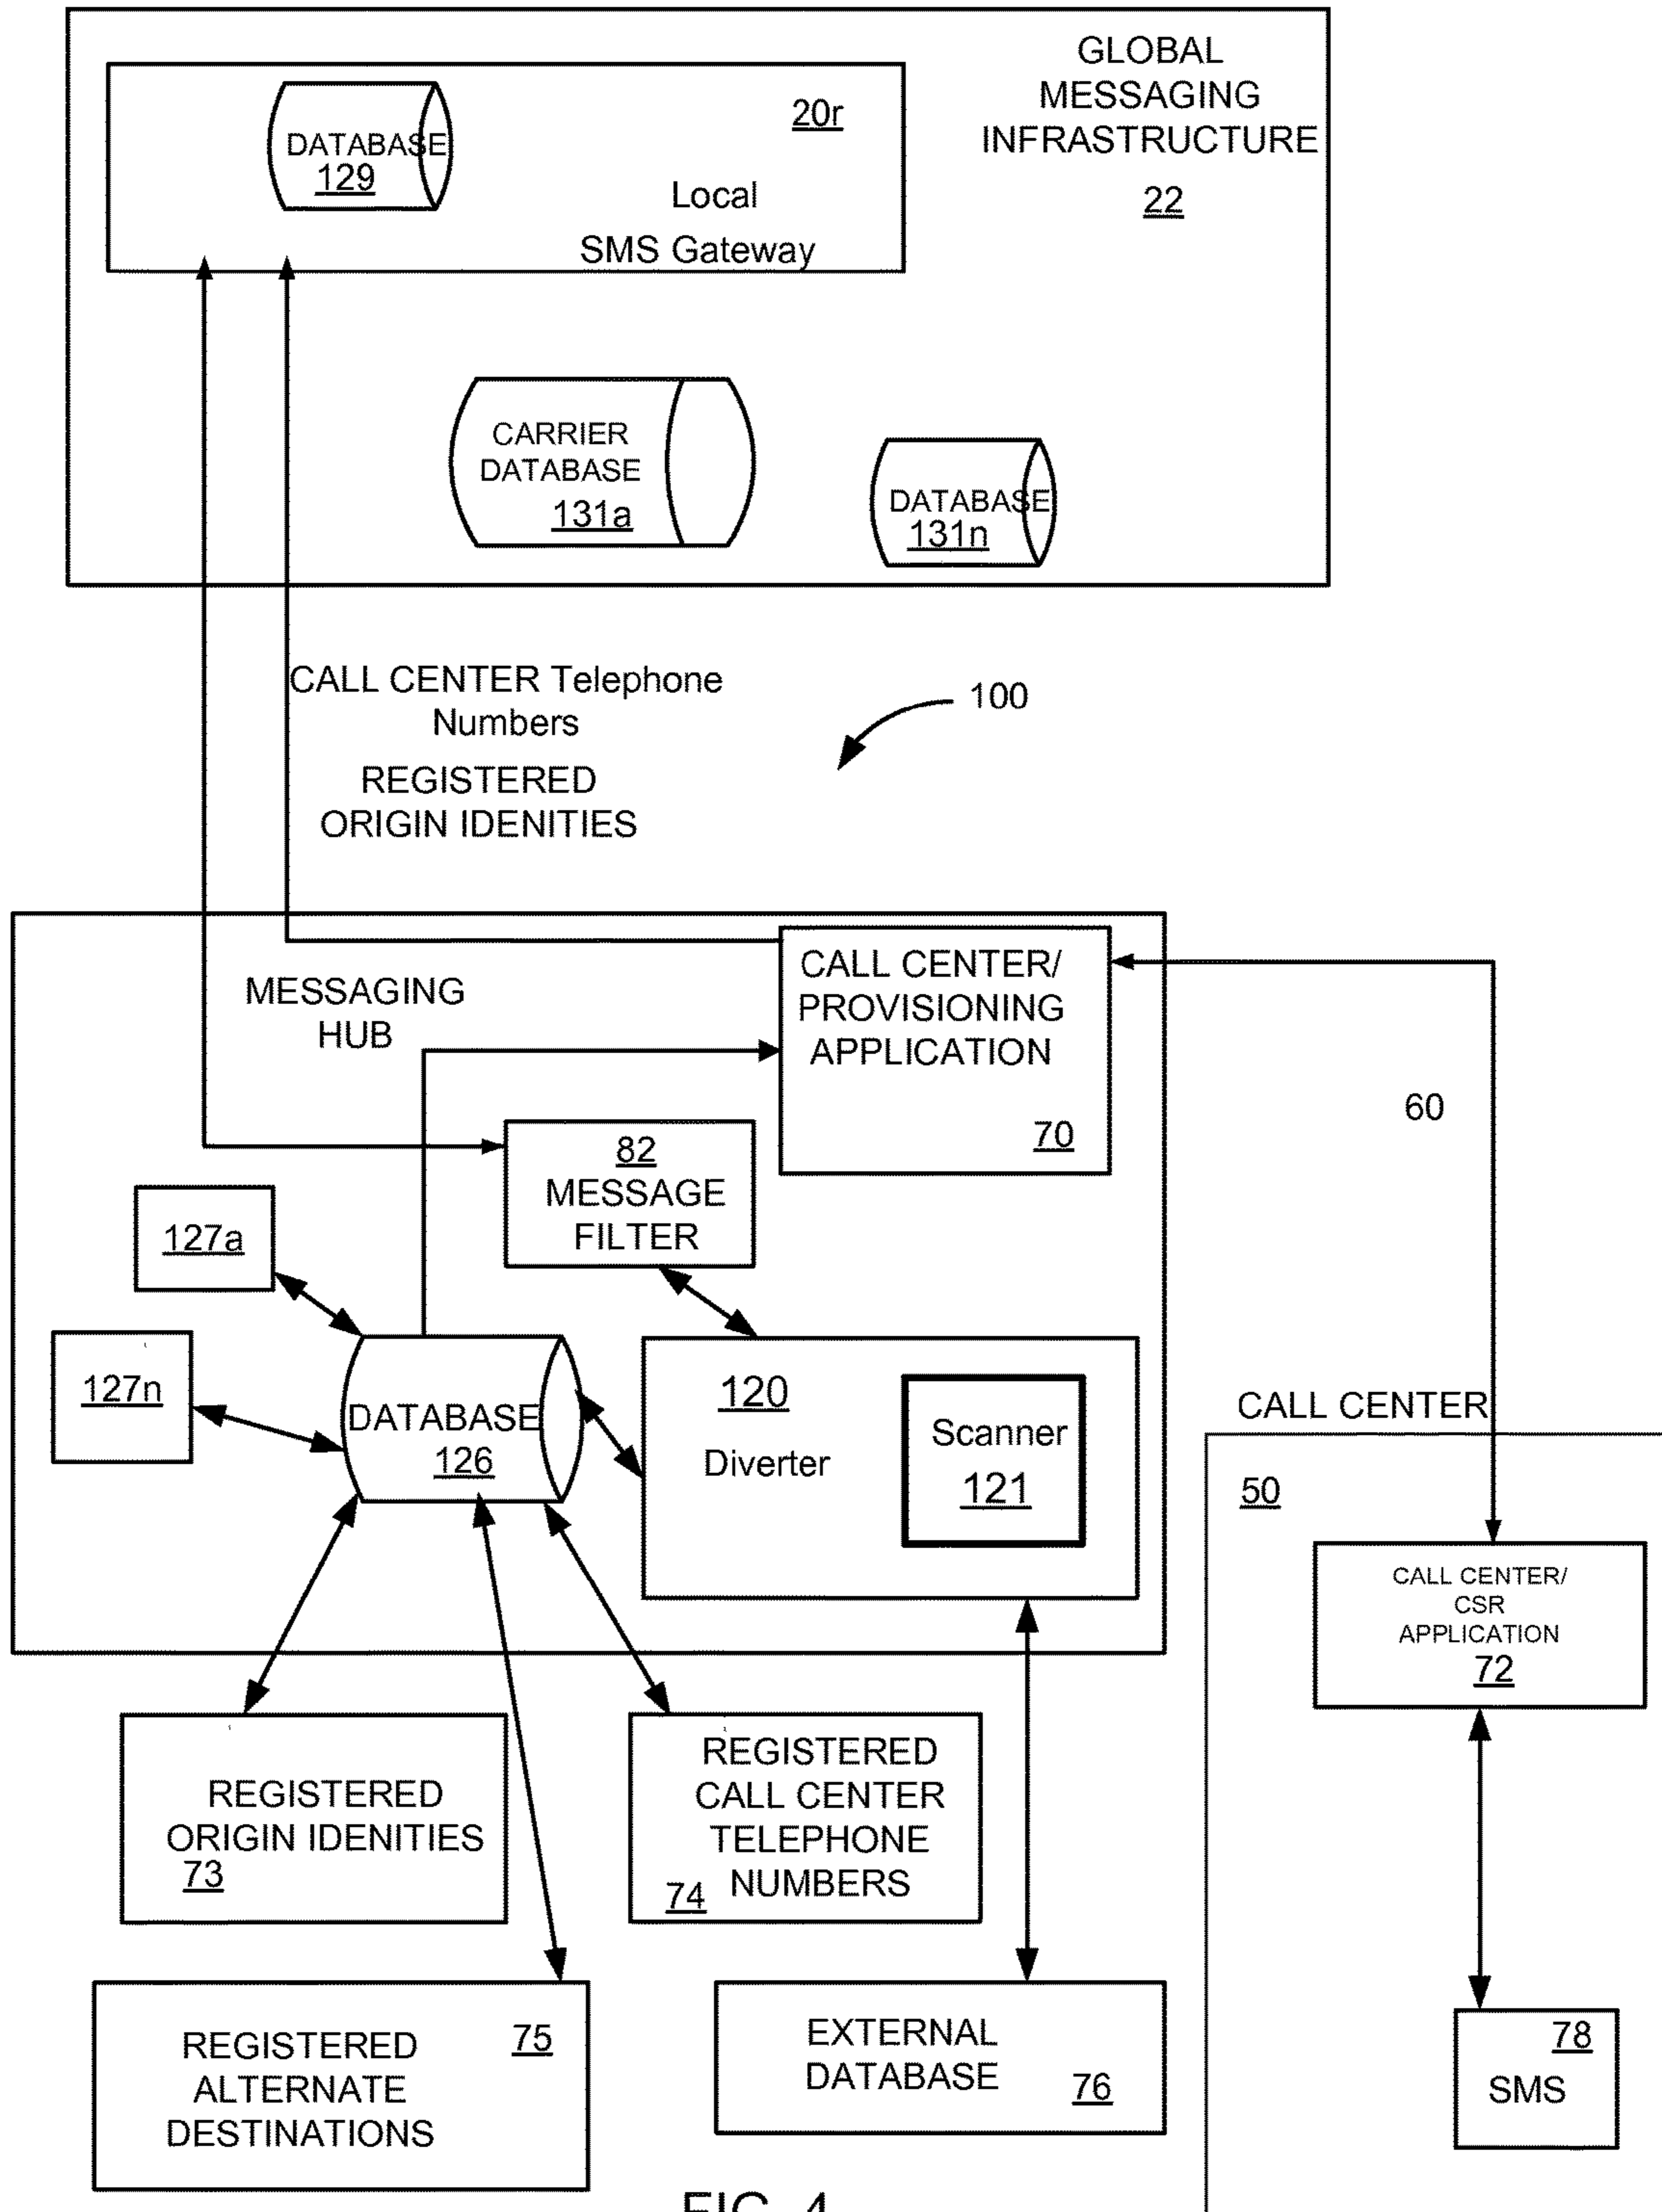 GLOBAL
MESSAGING
INFRASTRUCTURE
22
20r
DATABASE
129
Local
SMS Gateway
CARRIER
DATABASE
131a
DATABASE
131n
CALL CENTER Telephone
Numbers
REGISTERED
ORIGIN IDENITIES
100
MESSAGING
HUB
CALL CENTER/
PROVISIONING
APPLICATION
70
60
82
MESSAGE
FILTER
127a
127n
DATABASE
126
120
Diverter
Scanner
121
CALL CENTER
50
CALL CENTER/
CSR
APPLICATION
72
REGISTERED
ORIGIN IDENITIES
73
REGISTERED
CALL CENTER
TELEPHONE
NUMBERS
74
75
REGISTERED
ALTERNATE
DESTINATIONS
EXTERNAL
DATABASE
76
78
SMS
FIG. 4